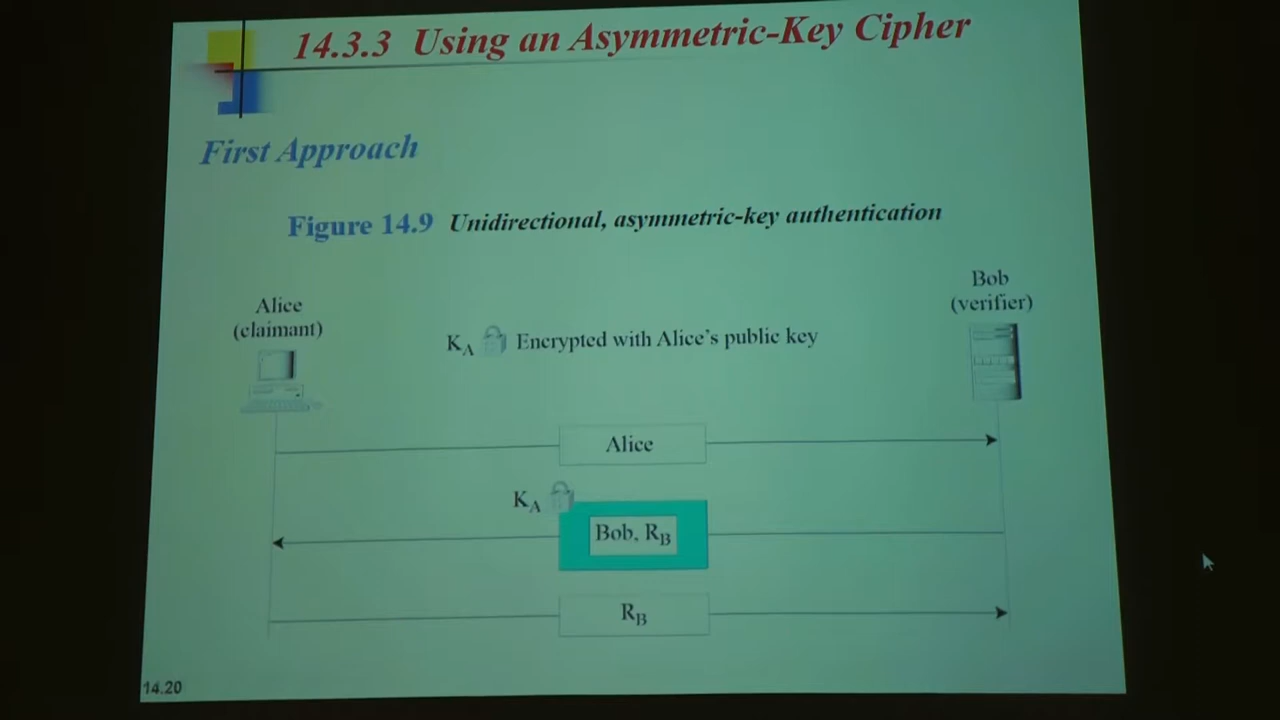 14.3.3 Using an Asymmetric-Key Cipher
First Approach
Figure 14.9 Unidirectional, asymmetric-key authentication
Alice
(claimant)
Bob
(verifier)
KA Encrypted with Alice's public key
Alice
KA
Bob, RB
RB
14.20